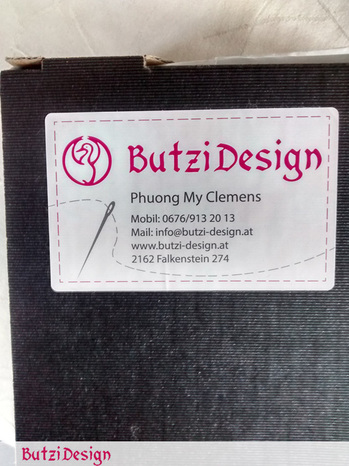 ButziDesign
Phuong My Clemens
Mobil: 0676/913 20 13
Mail: info@butzi-design.at
www.butzi-design.at
2162 Falkenstein 274
ButziDesign